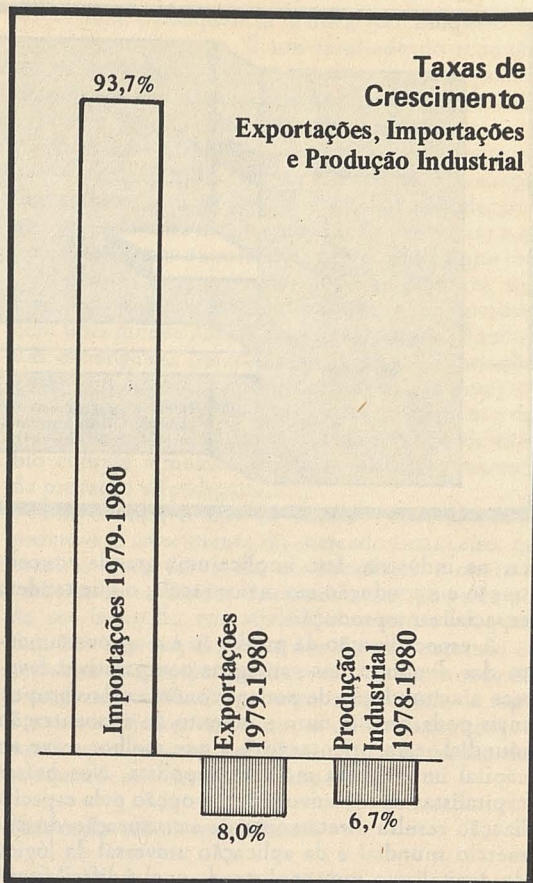 Taxas de
Crescimento
Exportações, Importações
e Produção Industrial
93,7%
Importações 1979-1980
Exportações
1979-1980
8,0%
Produção
Industrial
1978-1980
6,7%